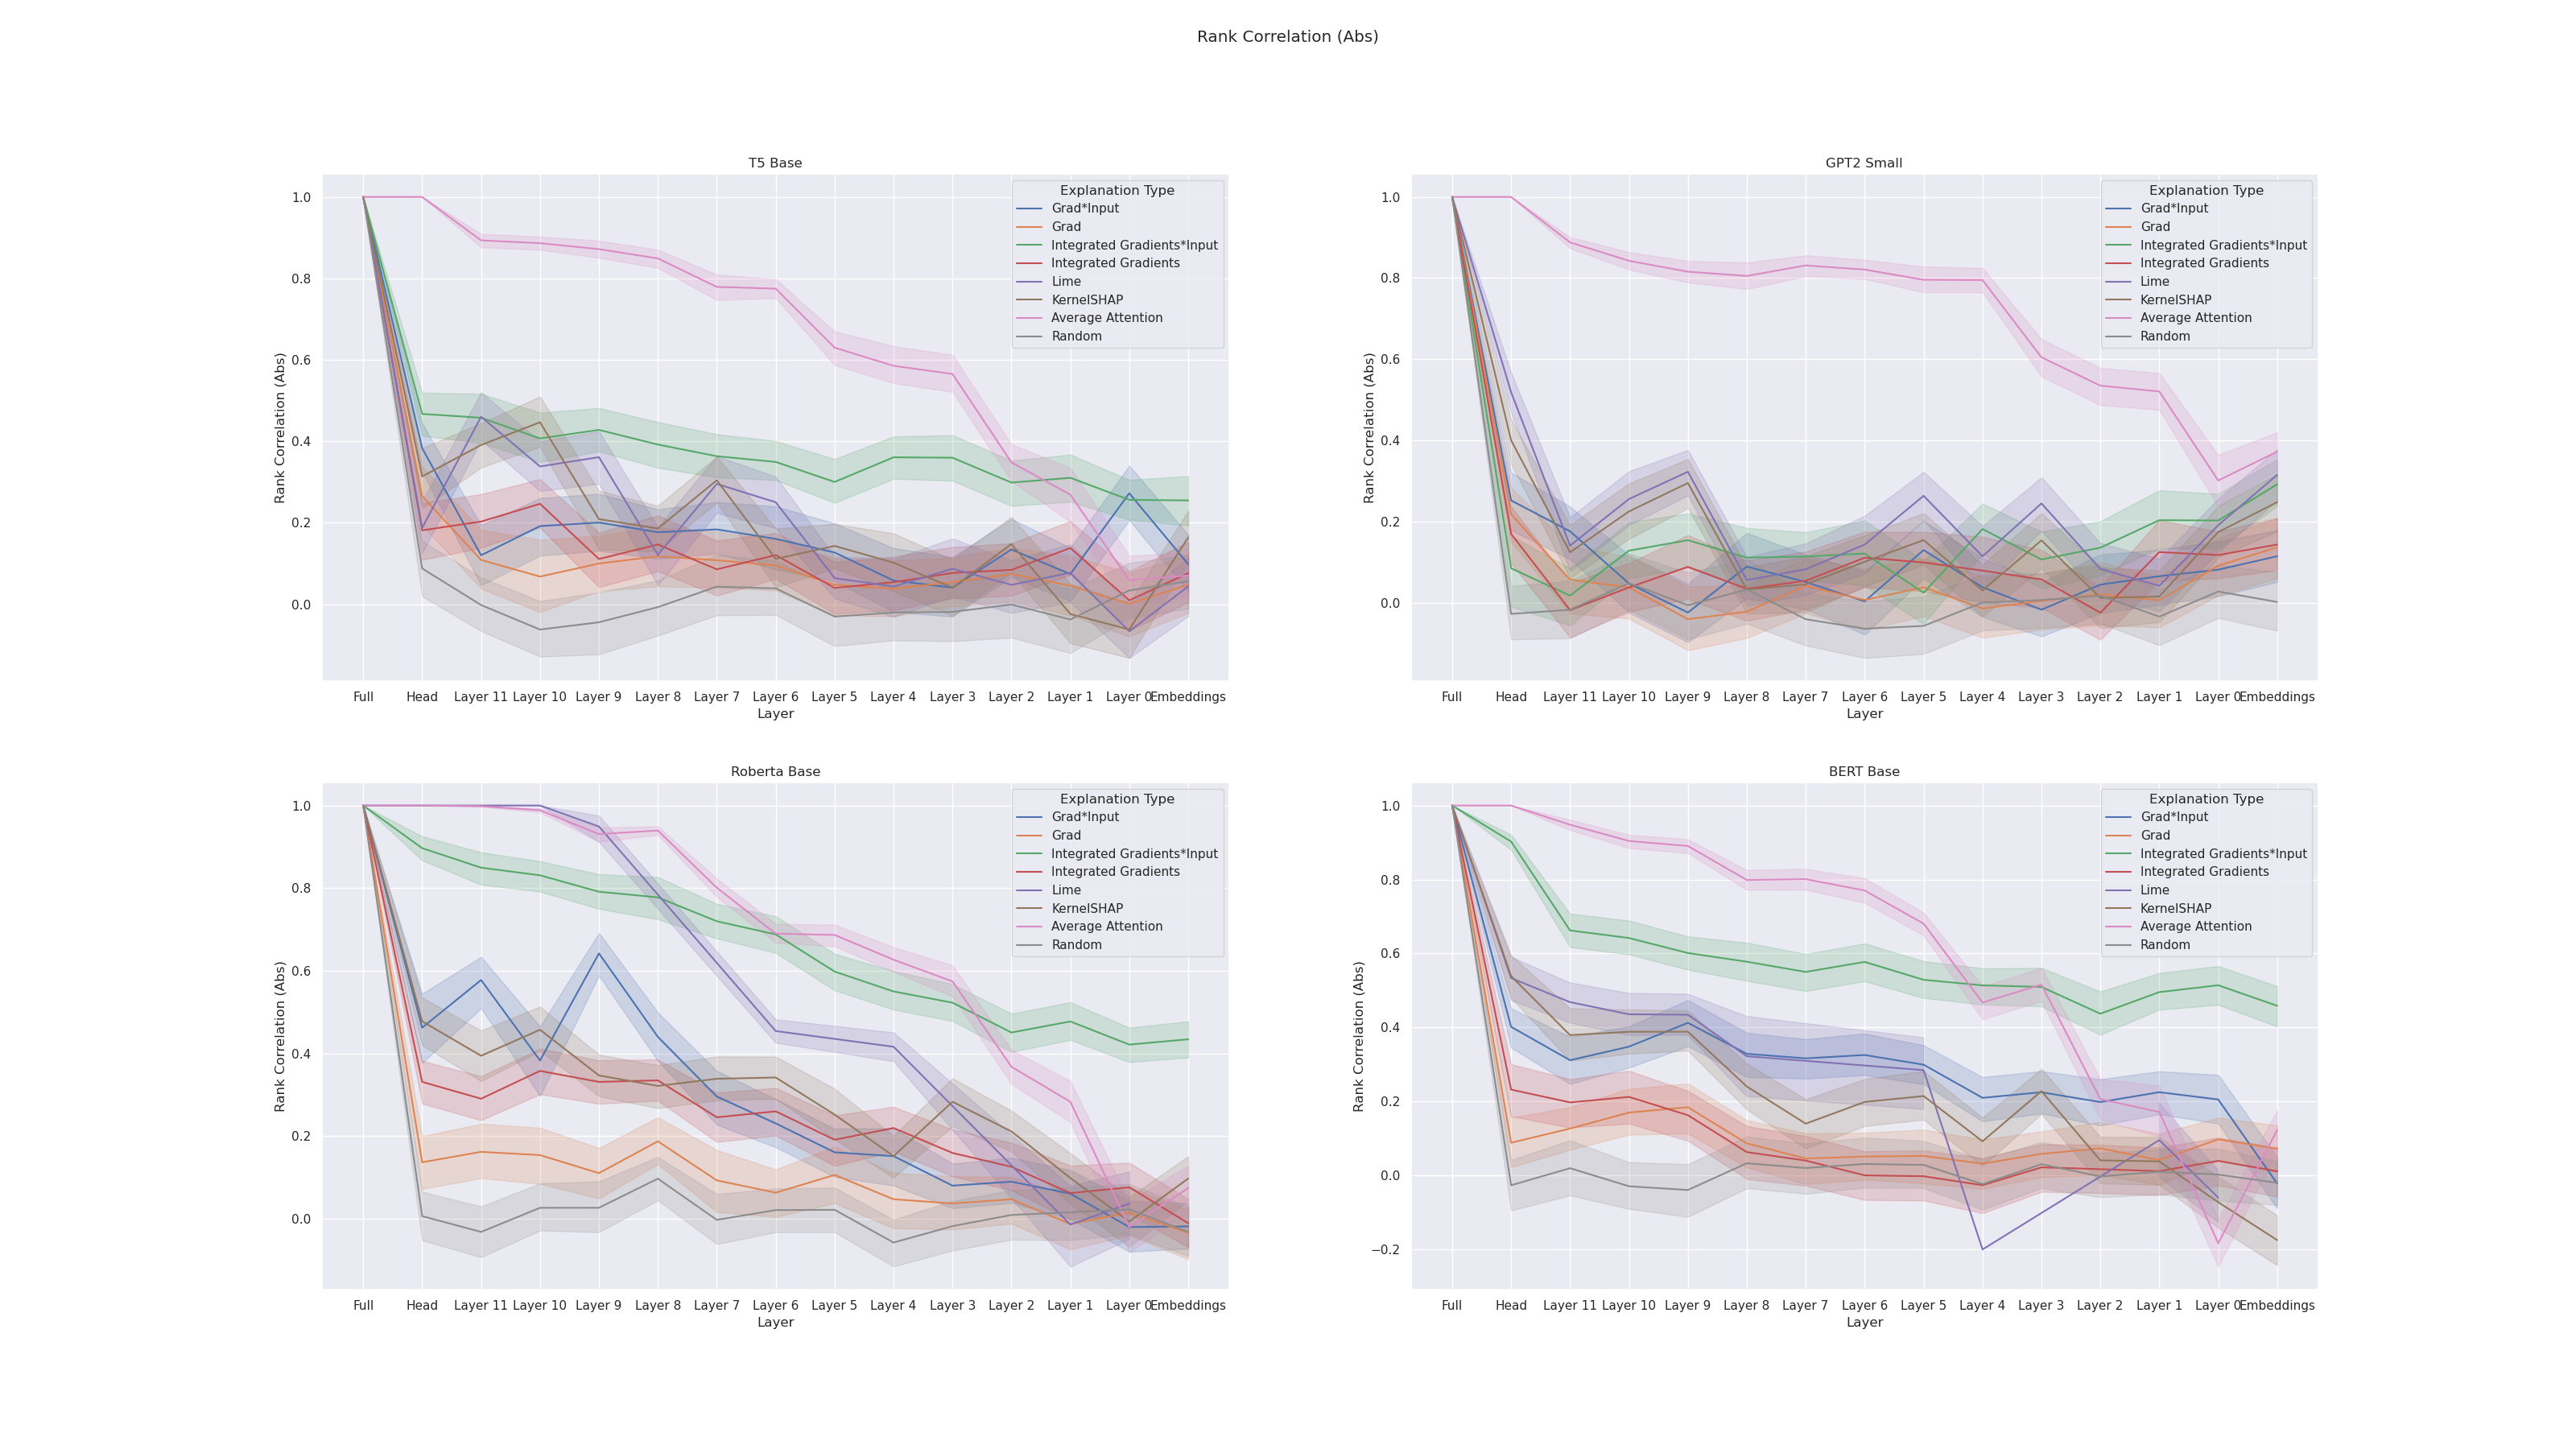 Rank Correlation (Abs)
T5 Base
Rank Correlation (Abs)
1.0
0.8
0.6
0.4
0.2
0.0
Explanation Type
Grad*Input
Grad
Integrated Gradients*Input
Integrated Gradients
Lime
KernelSHAP
Average Attention
Random
Full Head Layer 11 Layer 10 Layer 9 Layer 8 Layer 7 Layer 6 Layer 5 Layer 4 Layer 3 Layer 2 Layer 1 Layer 0 Embeddings
Layer
GPT2 Small
Rank Correlation (Abs)
1.0
0.8
0.6
0.4
0.2
0.0
Explanation Type
Grad*Input
Grad
Integrated Gradients*Input
Integrated Gradients
Lime
KernelSHAP
Average Attention
Random
Full Head Layer 11 Layer 10 Layer 9 Layer 8 Layer 7 Layer 6 Layer 5 Layer 4 Layer 3 Layer 2 Layer 1 Layer 0 Embeddings
Layer
Roberta Base
Rank Correlation (Abs)
1.0
0.8
0.6
0.4
0.2
0.0
Explanation Type
Grad*Input
Grad
Integrated Gradients*Input
Integrated Gradients
Lime
KernelSHAP
Average Attention
Random
Full Head Layer 11 Layer 10 Layer 9 Layer 8 Layer 7 Layer 6 Layer 5 Layer 4 Layer 3 Layer 2 Layer 1 Layer 0 Embeddings
Layer
BERT Base
Rank Correlation (Abs)
1.0
0.8
0.6
0.4
0.2
0.0
−0.2
Explanation Type
Grad*Input
Grad
Integrated Gradients*Input
Integrated Gradients
Lime
KernelSHAP
Average Attention
Random
Full Head Layer 11 Layer 10 Layer 9 Layer 8 Layer 7 Layer 6 Layer 5 Layer 4 Layer 3 Layer 2 Layer 1 Layer 0 Embeddings
Layer